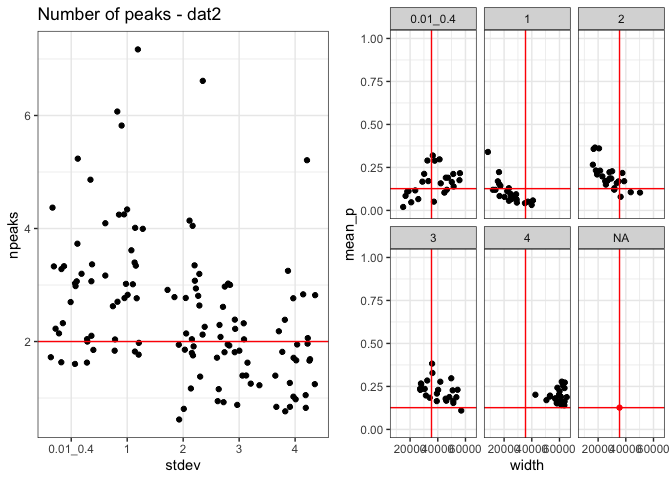 Number of peaks - dat2
npeaks
6
4
2
0.01_0.4 1 2 3 4
stdev
mean_p
0.01_0.4 1 2
1.00
0.75
0.50
0.25
0.00
3 4 NA
1.00
0.75
0.50
0.25
0.00
20000 40000 60000 20000 40000 60000 20000 40000 60000
width